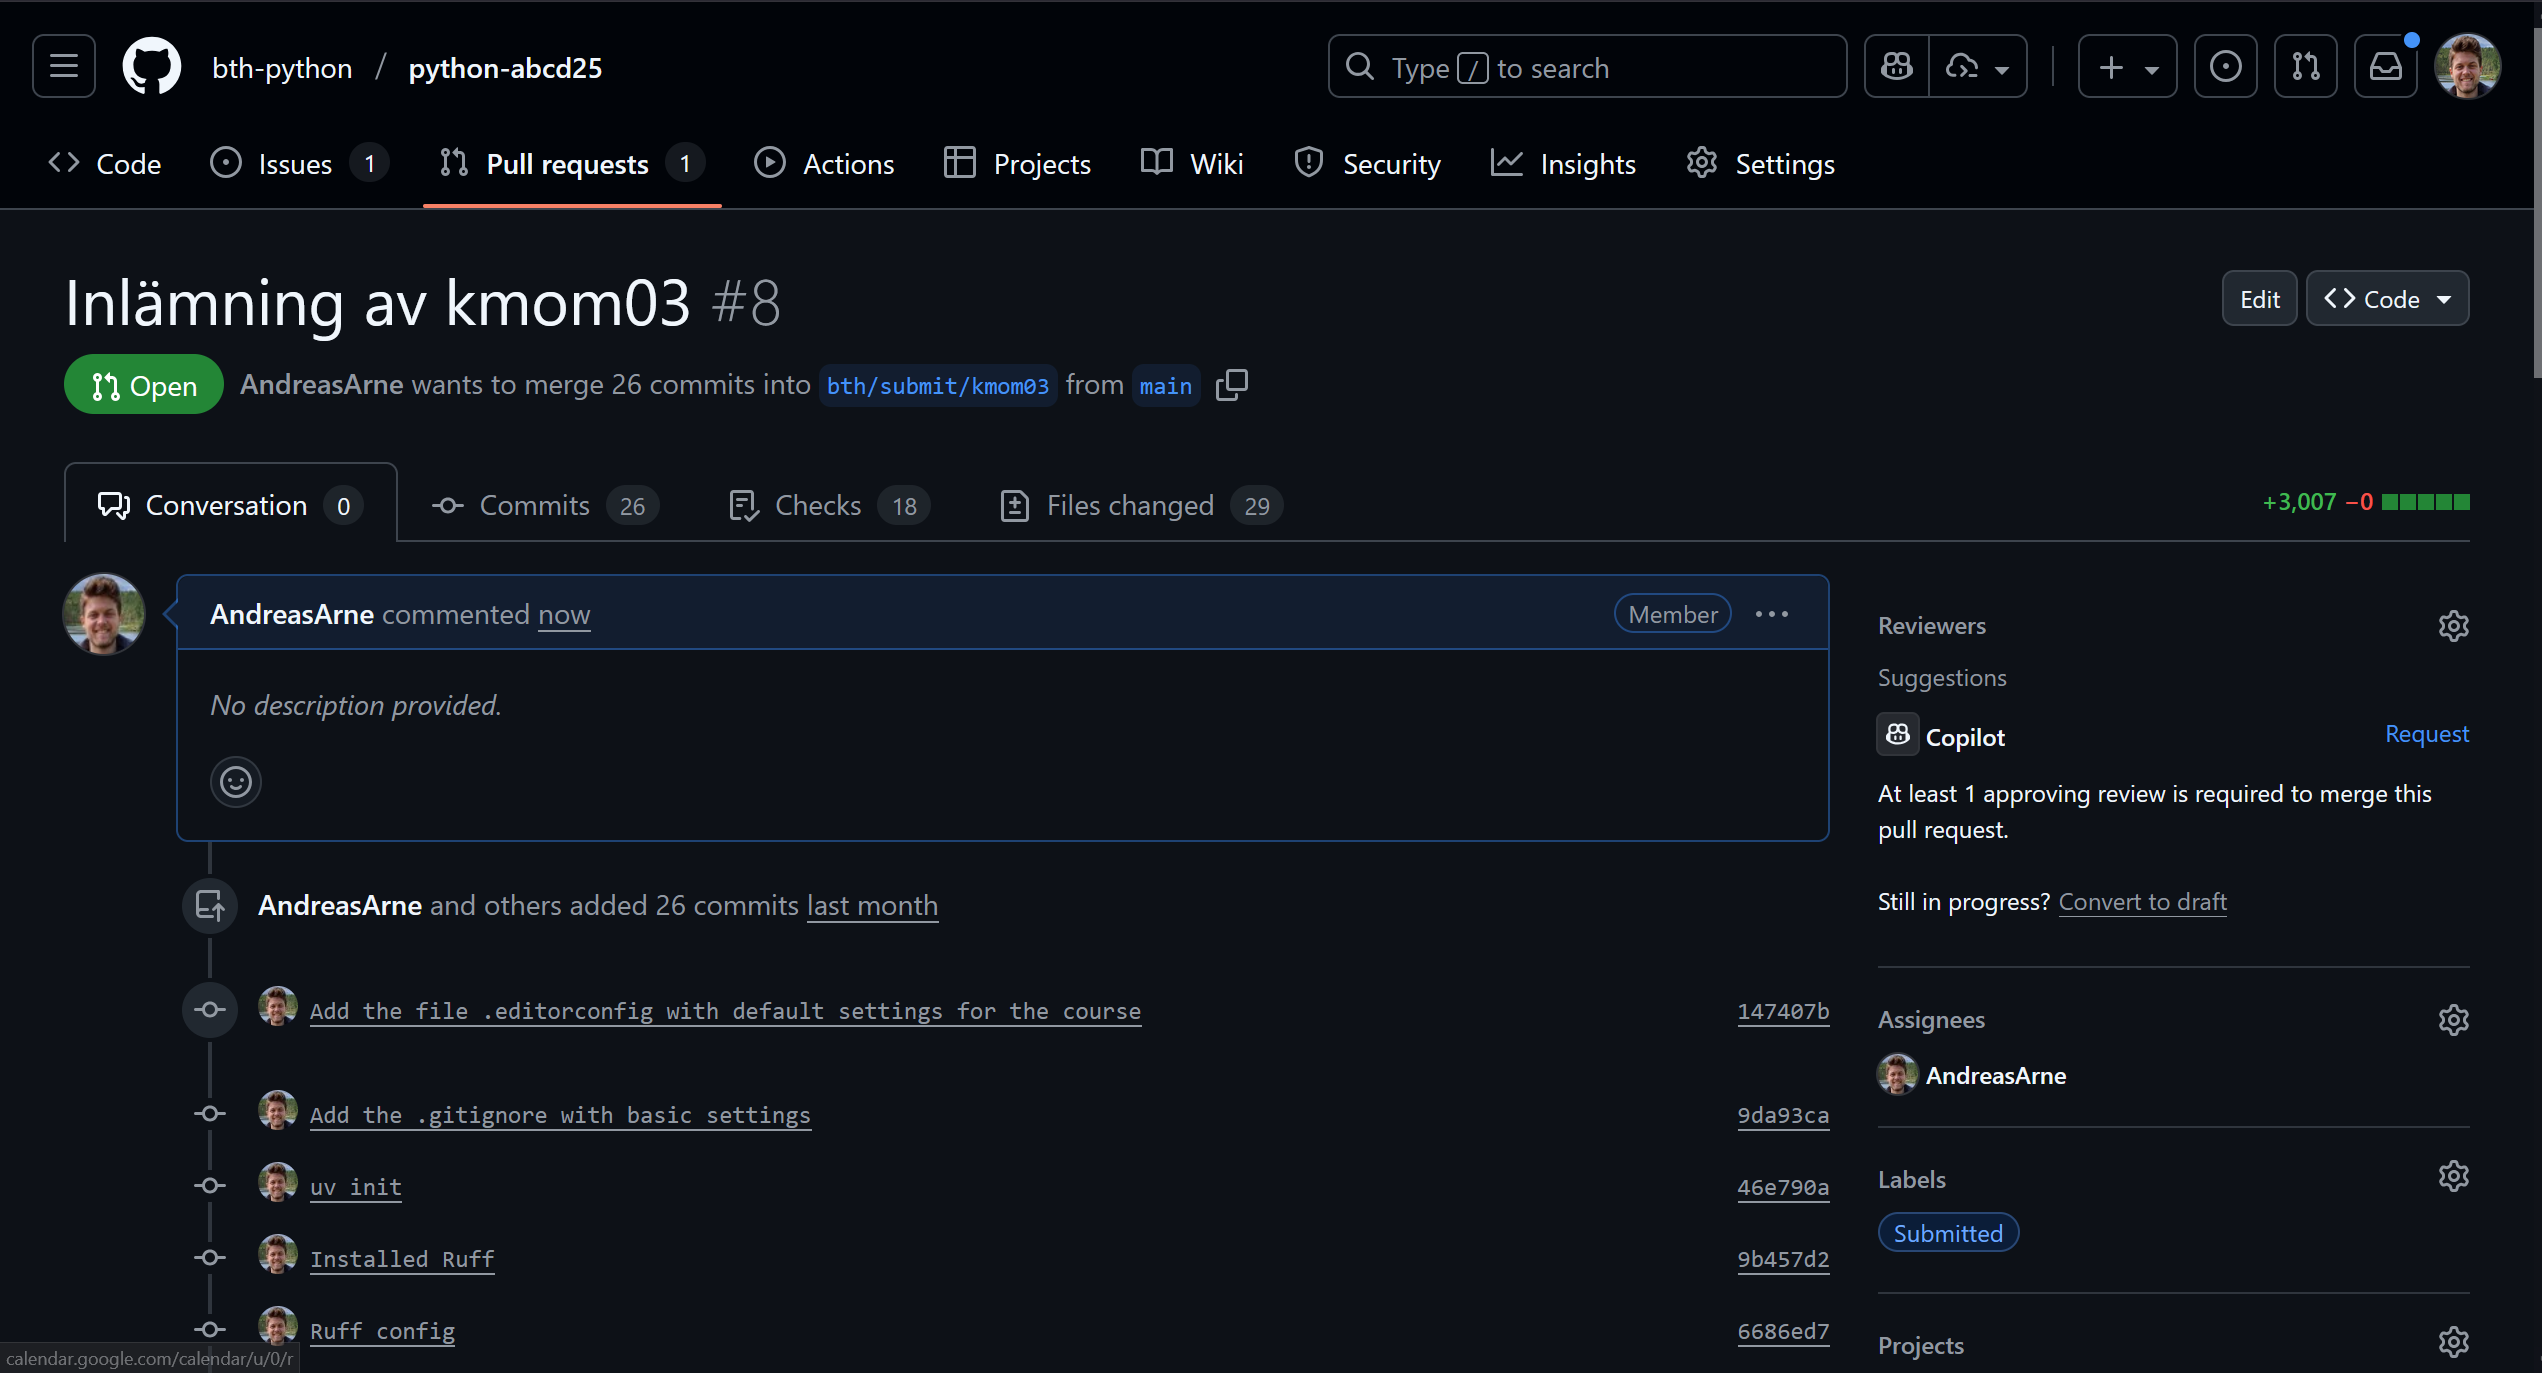 bth-python / python-abcd25
Type / to search
Code
Issues 1
Pull requests 1
Actions
Projects
Wiki
Security
Insights
Settings
Inlämning av kmom03 #8
Edit
Code
Open
AndreasArne wants to merge 26 commits into bth/submit/kmom03 from main
Conversation 0
Commits 26
Checks 18
Files changed 29
+3,007 −0
AndreasArne commented now
Member
No description provided.
AndreasArne and others added 26 commits last month
Add the file .editorconfig with default settings for the course
147407b
Add the .gitignore with basic settings
9da93ca
uv init
46e790a
Installed Ruff
9b457d2
Ruff config
6686ed7
Reviewers
Suggestions
Copilot
Request
At least 1 approving review is required to merge this
pull request.
Still in progress? Convert to draft
Assignees
AndreasArne
Labels
Submitted
Projects
calendar.google.com/calendar/u/0/r